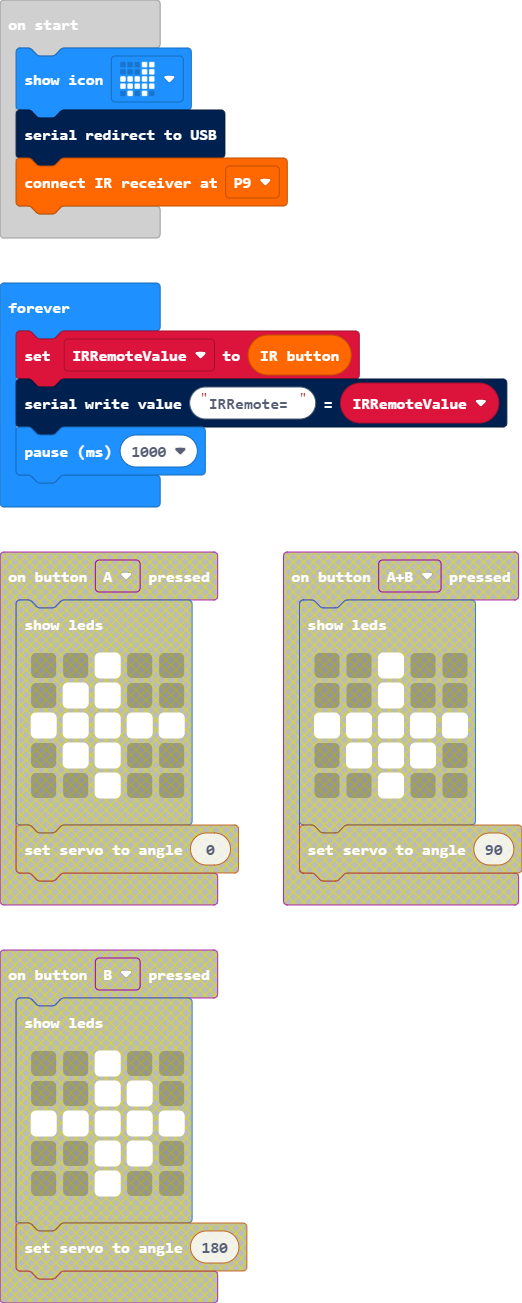 on start
show icon
serial redirect to USB
connect IR receiver at P9
forever
set IRRemoteValue to IR button
serial write value "IRRemote= " = IRRemoteValue
pause (ms) 1000
on button A pressed
show leds
set servo to angle 0
on button A+B pressed
show leds
set servo to angle 90
on button B pressed
show leds
set servo to angle 180